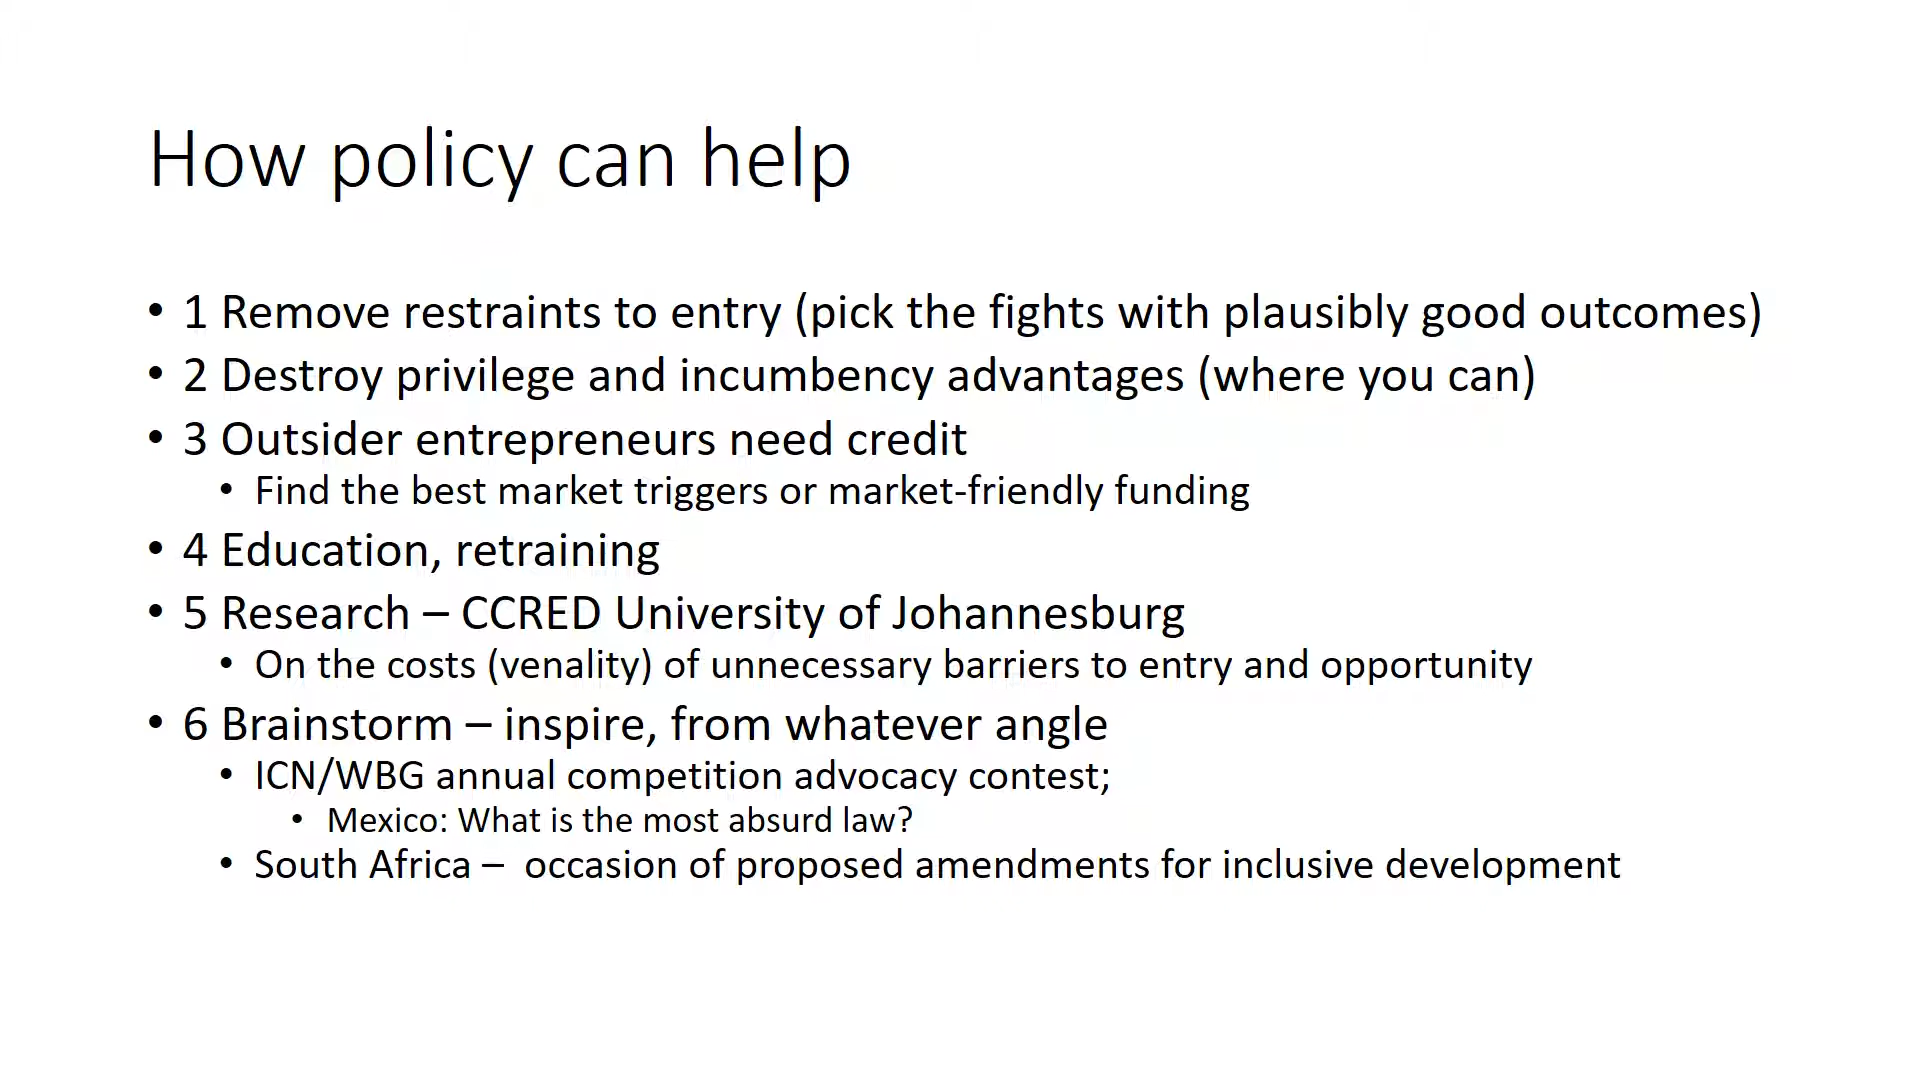 How policy can help
• 1 Remove restraints to entry (pick the fights with plausibly good outcomes)
• 2 Destroy privilege and incumbency advantages (where you can)
• 3 Outsider entrepreneurs need credit
• Find the best market triggers or market-friendly funding
• 4 Education, retraining
• 5 Research – CCRED University of Johannesburg
• On the costs (venality) of unnecessary barriers to entry and opportunity
• 6 Brainstorm – inspire, from whatever angle
• ICN/WBG annual competition advocacy contest;
• Mexico: What is the most absurd law?
• South Africa – occasion of proposed amendments for inclusive development